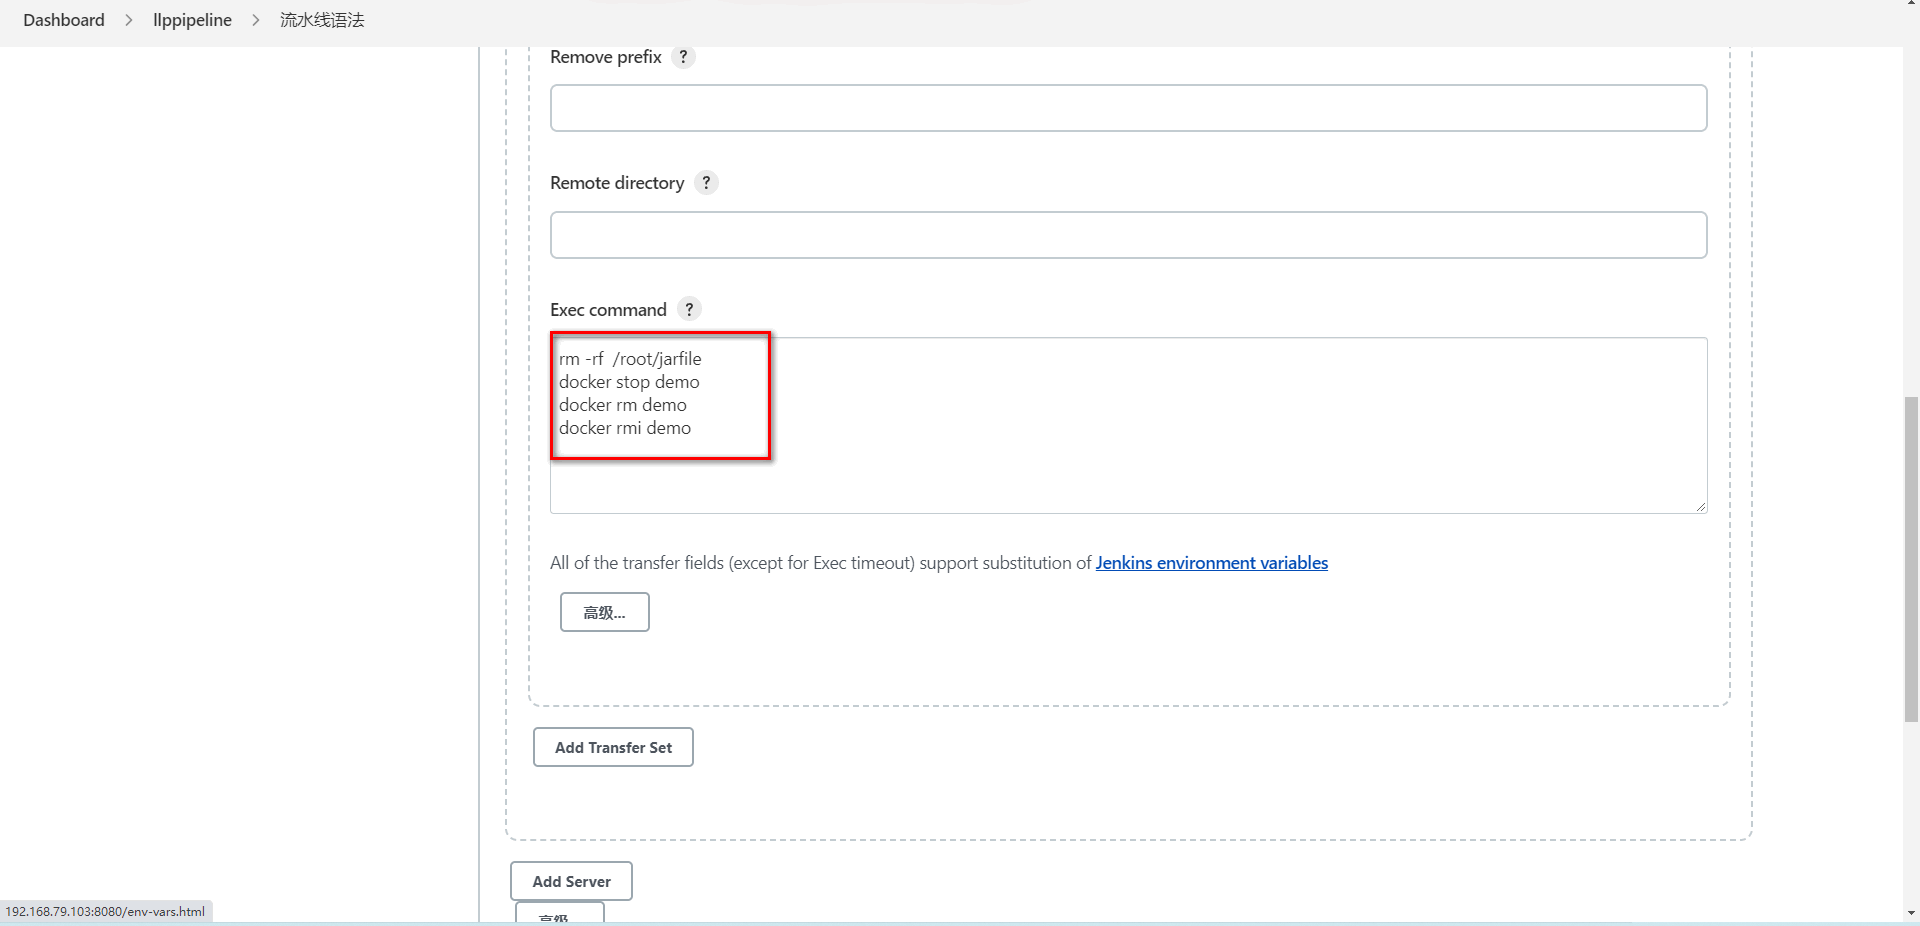 Dashboard > llppipeline > 流水线语法
Remove prefix ?
Remote directory ?
Exec command ?
rm -rf  /root/jarfile
docker stop demo
docker rm demo
docker rmi demo
All of the transfer fields (except for Exec timeout) support substitution of Jenkins environment variables
高级...
Add Transfer Set
Add Server
高级
192.168.79.103:8080/env-vars.html